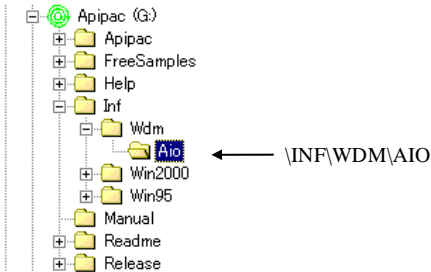 Apipac (G:)
Apipac
FreeSamples
Help
Inf
Wdm
Aio
\INF\WDM\AIO
Win2000
Win95
Manual
Readme
Release